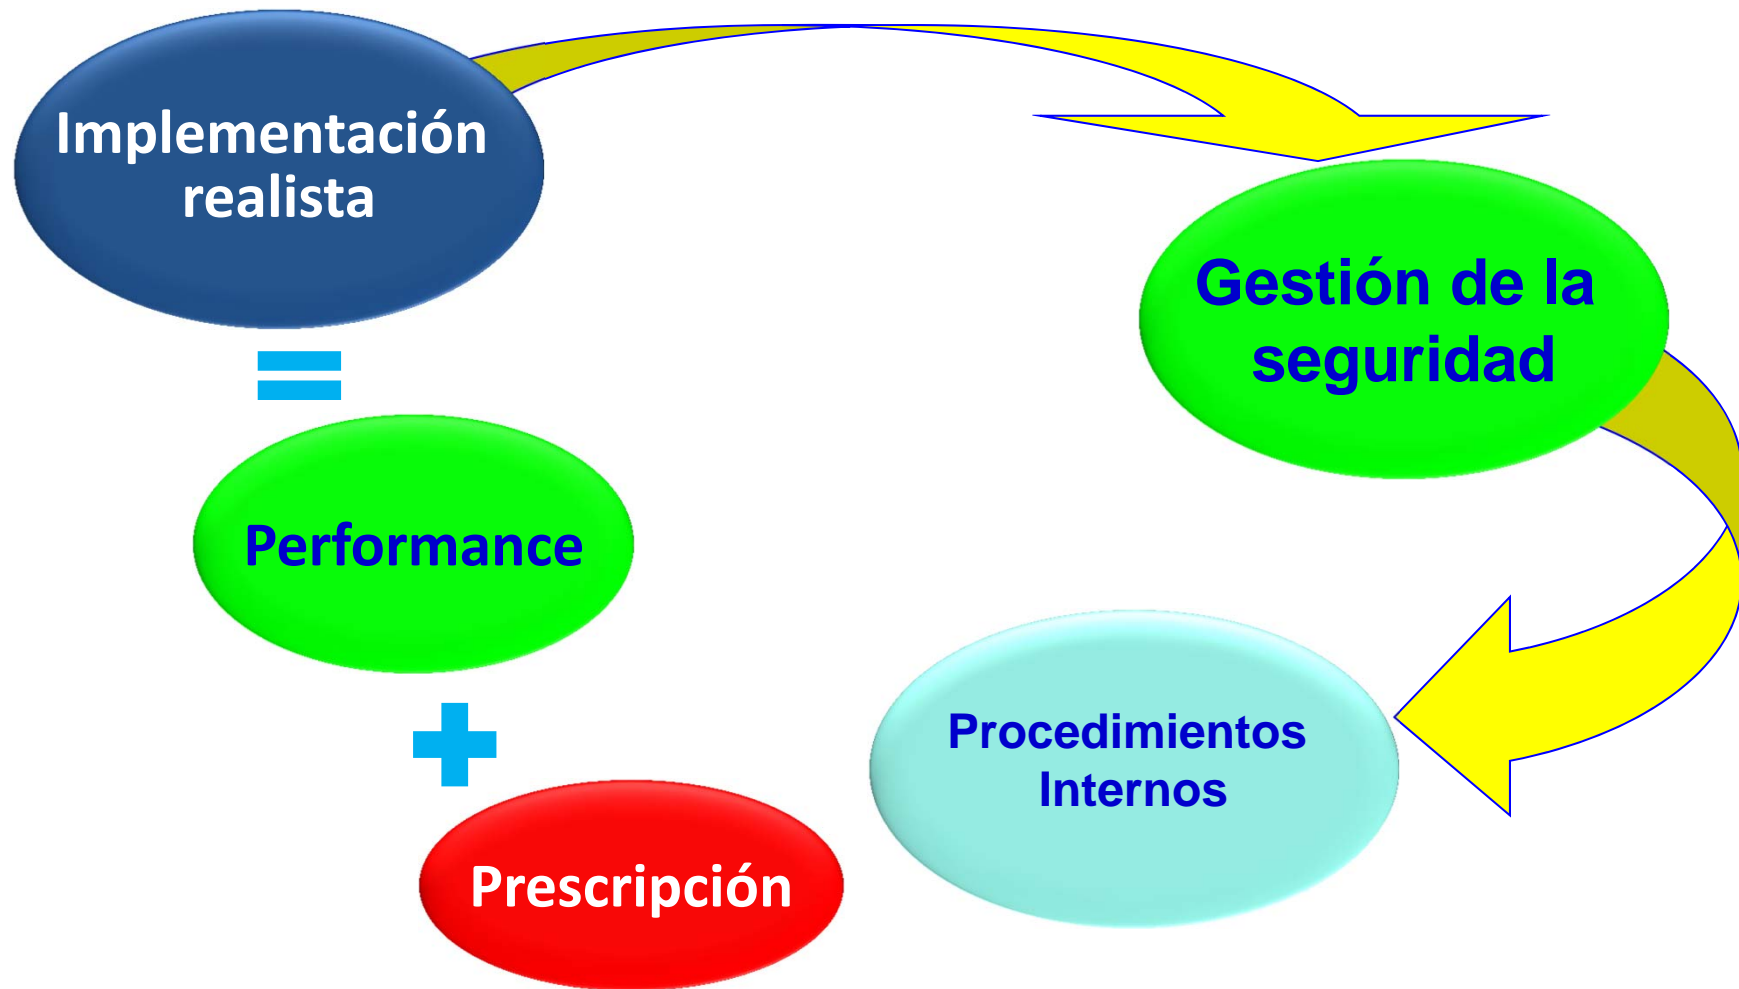 Implementación
realista
=
Performance
+
Prescripción
Gestión de la
seguridad
Procedimientos
Internos